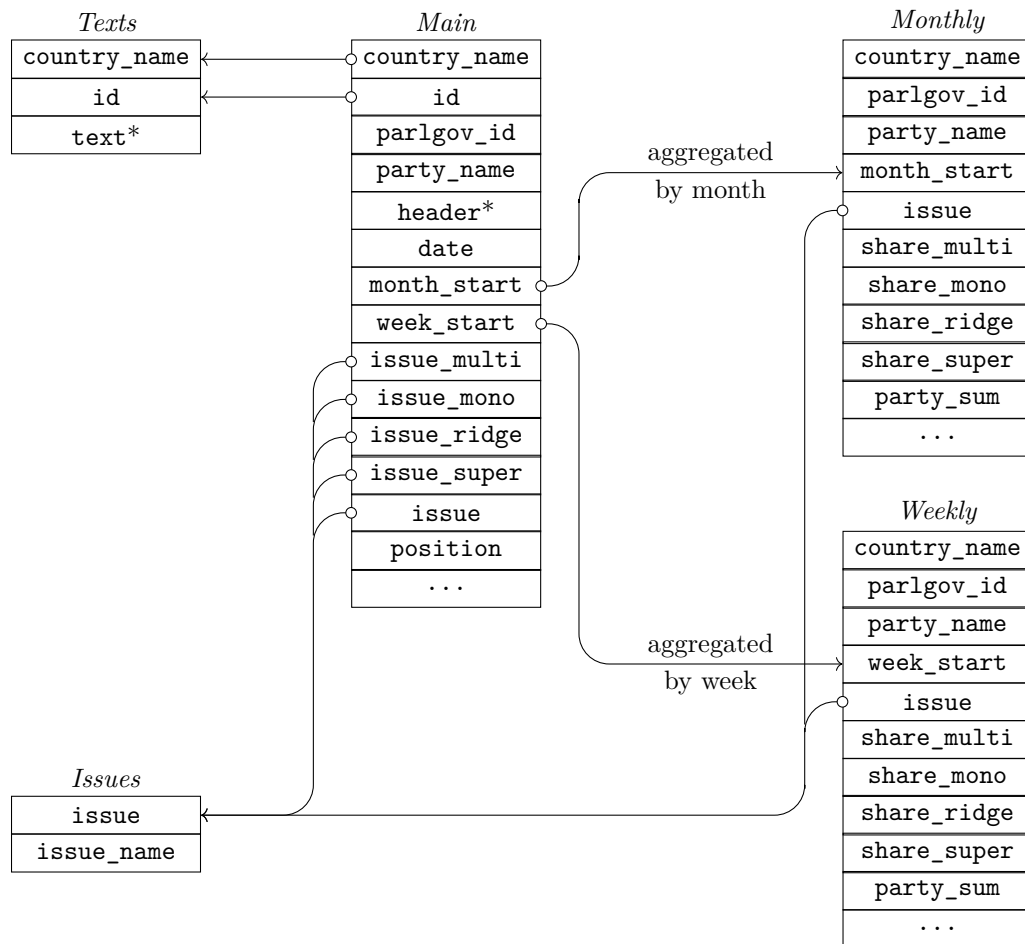 Texts
country_name
id
text*
Main
country_name
id
parlgov_id
party_name
header*
date
month_start
week_start
issue_multi
issue_mono
issue_ridge
issue_super
issue
position
...
aggregated
by month
aggregated
by week
Monthly
country_name
parlgov_id
party_name
month_start
issue
share_multi
share_mono
share_ridge
share_super
party_sum
...
Weekly
country_name
parlgov_id
party_name
week_start
issue
share_multi
share_mono
share_ridge
share_super
party_sum
...
Issues
issue
issue_name